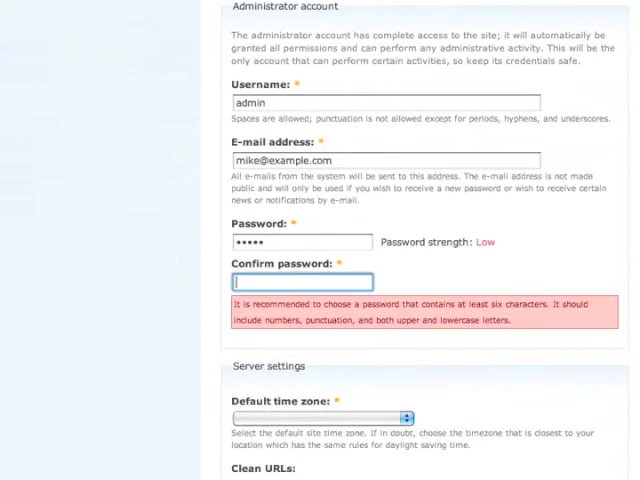 Administrator account
The administrator account has complete access to the site; it will automatically be
granted all permissions and can perform any administrative activity. This will be the
only account that can perform certain activities, so keep its credentials safe.
Username: *
admin
Spaces are allowed; punctuation is not allowed except for periods, hyphens, and underscores.
E-mail address: *
mike@example.com
All e-mails from the system will be sent to this address. The e-mail address is not made
public and will only be used if you wish to receive a new password or wish to receive certain
news or notifications by e-mail.
Password: *
••••• Password strength: Low
Confirm password: *
It is recommended to choose a password that contains at least six characters. It should
include numbers, punctuation, and both upper and lowercase letters.
Server settings
Default time zone: *
Select the default site time zone. If in doubt, choose the timezone that is closest to your
location which has the same rules for daylight saving time.
Clean URLs: